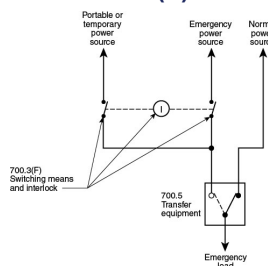 (F)
Portable or
temporary
power
source
Emergency
power
source
I
700.3(F)
Switching means
and interlock
700.5
Transfer
equipment
Emergency
load